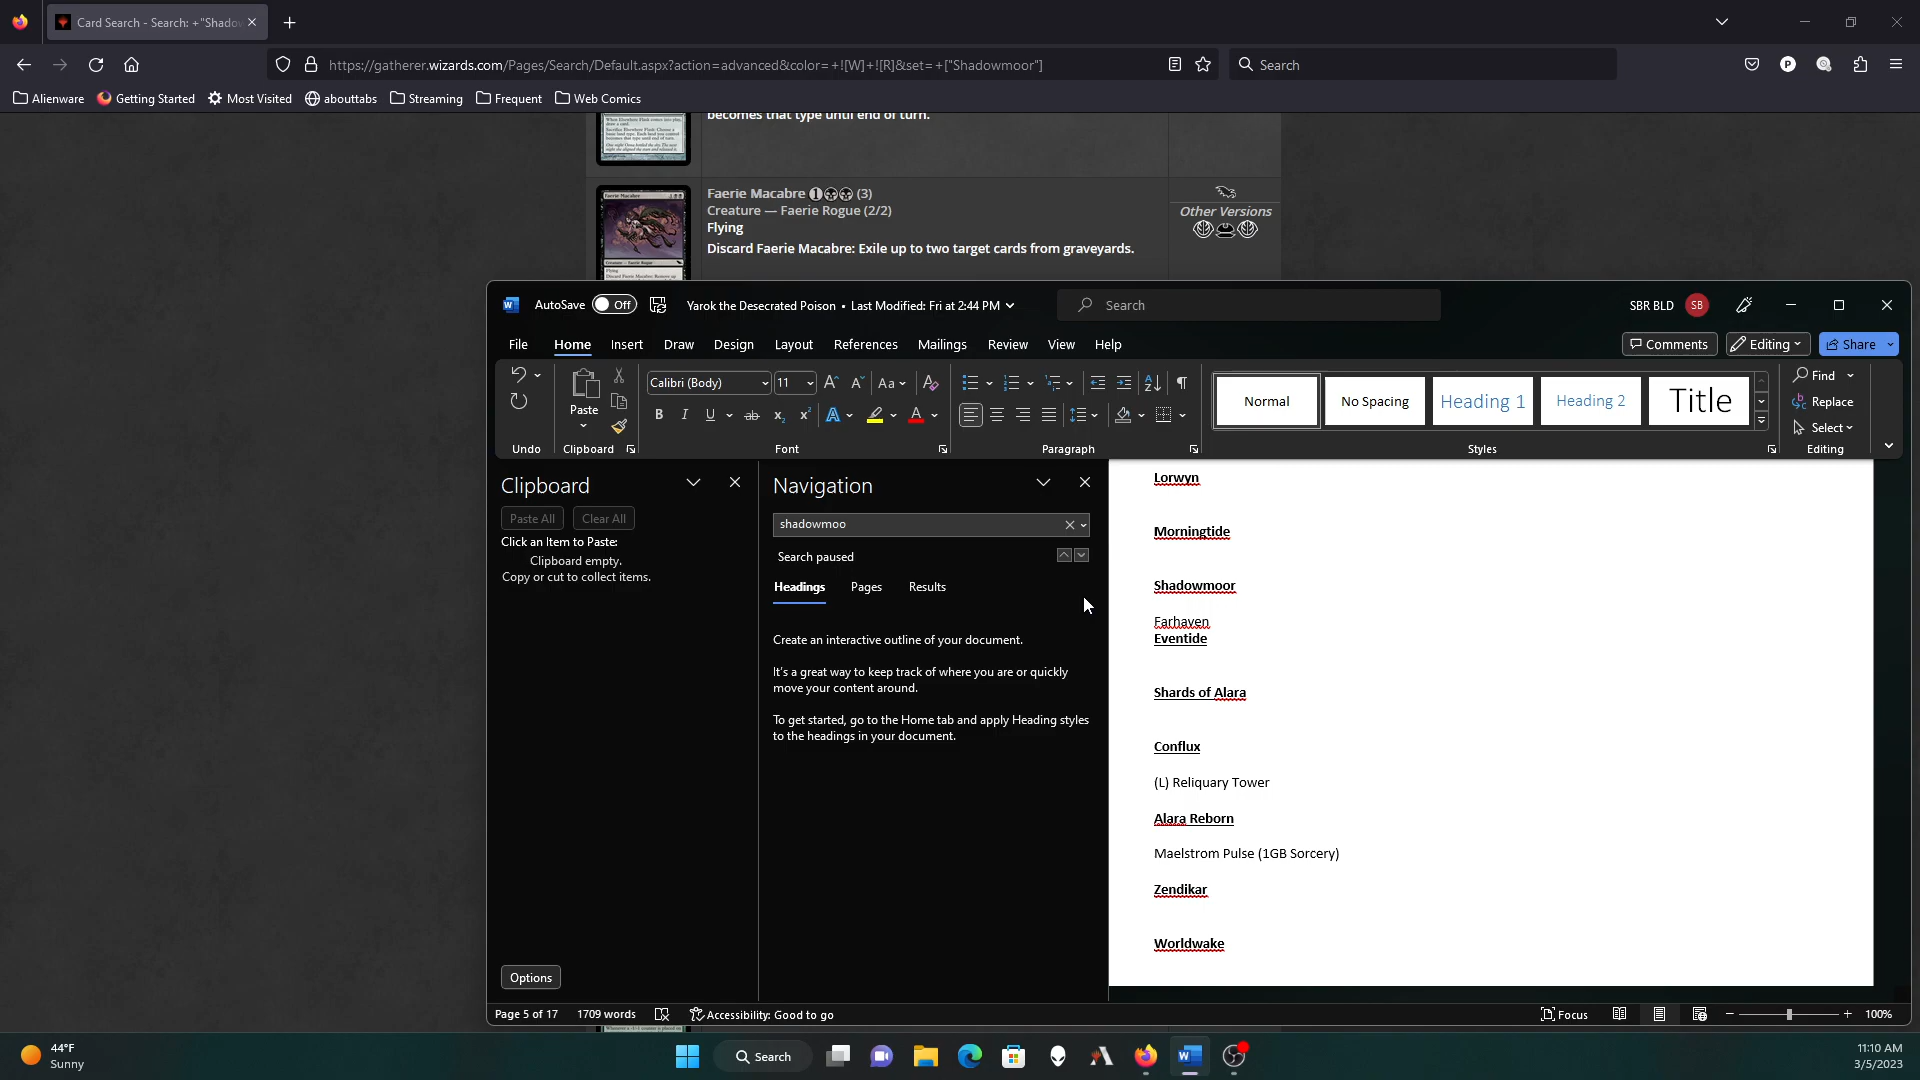 Card Search - Search: +"Shadow
https://gatherer.wizards.com/Pages/Search/Default.aspx?action=advanced&color=+![W]+![R]&set=+["Shadowmoor"]
Search
Alienware
Getting Started
Most Visited
abouttabs
Streaming
Frequent
Web Comics
becomes that type until end of turn.
Faerie Macabre 1 (3)
Creature — Faerie Rogue (2/2)
Flying
Discard Faerie Macabre: Exile up to two target cards from graveyards.
Other Versions
AutoSave Off
Yarok the Desecrated Poison • Last Modified: Fri at 2:44 PM
Search
SBR BLD SB
File Home Insert Draw Design Layout References Mailings Review View Help
Comments Editing Share
Paste
Calibri (Body) 11
Normal
No Spacing
Heading 1
Heading 2
Title
Find
Replace
Select
Undo Clipboard Font Paragraph Styles Editing
Clipboard
Paste All Clear All
Click an Item to Paste:
Clipboard empty.
Copy or cut to collect items.
Options
Navigation
shadowmoo
Search paused
Headings Pages Results
Create an interactive outline of your document.
It's a great way to keep track of where you are or quickly
move your content around.
To get started, go to the Home tab and apply Heading styles
to the headings in your document.
Lorwyn
Morningtide
Shadowmoor
Farhaven
Eventide
Shards of Alara
Conflux
(L) Reliquary Tower
Alara Reborn
Maelstrom Pulse (1GB Sorcery)
Zendikar
Worldwake
Page 5 of 17 1709 words Accessibility: Good to go
Focus 100%
44°F
Sunny
Search
11:10 AM
3/5/2023